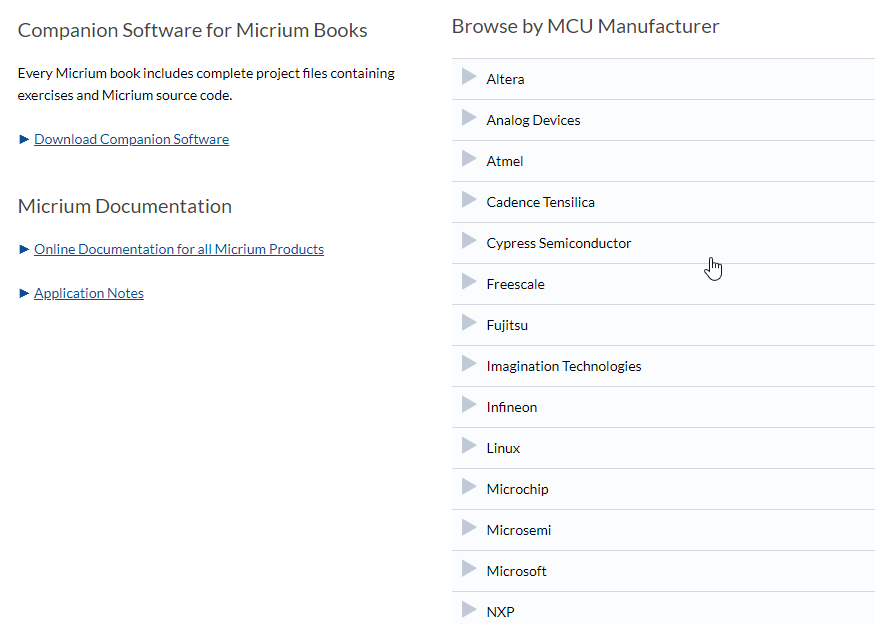 Companion Software for Micrium Books
Every Micrium book includes complete project files containing
exercises and Micrium source code.
Download Companion Software
Micrium Documentation
Online Documentation for all Micrium Products
Application Notes
Browse by MCU Manufacturer
Altera
Analog Devices
Atmel
Cadence Tensilica
Cypress Semiconductor
Freescale
Fujitsu
Imagination Technologies
Infineon
Linux
Microchip
Microsemi
Microsoft
NXP